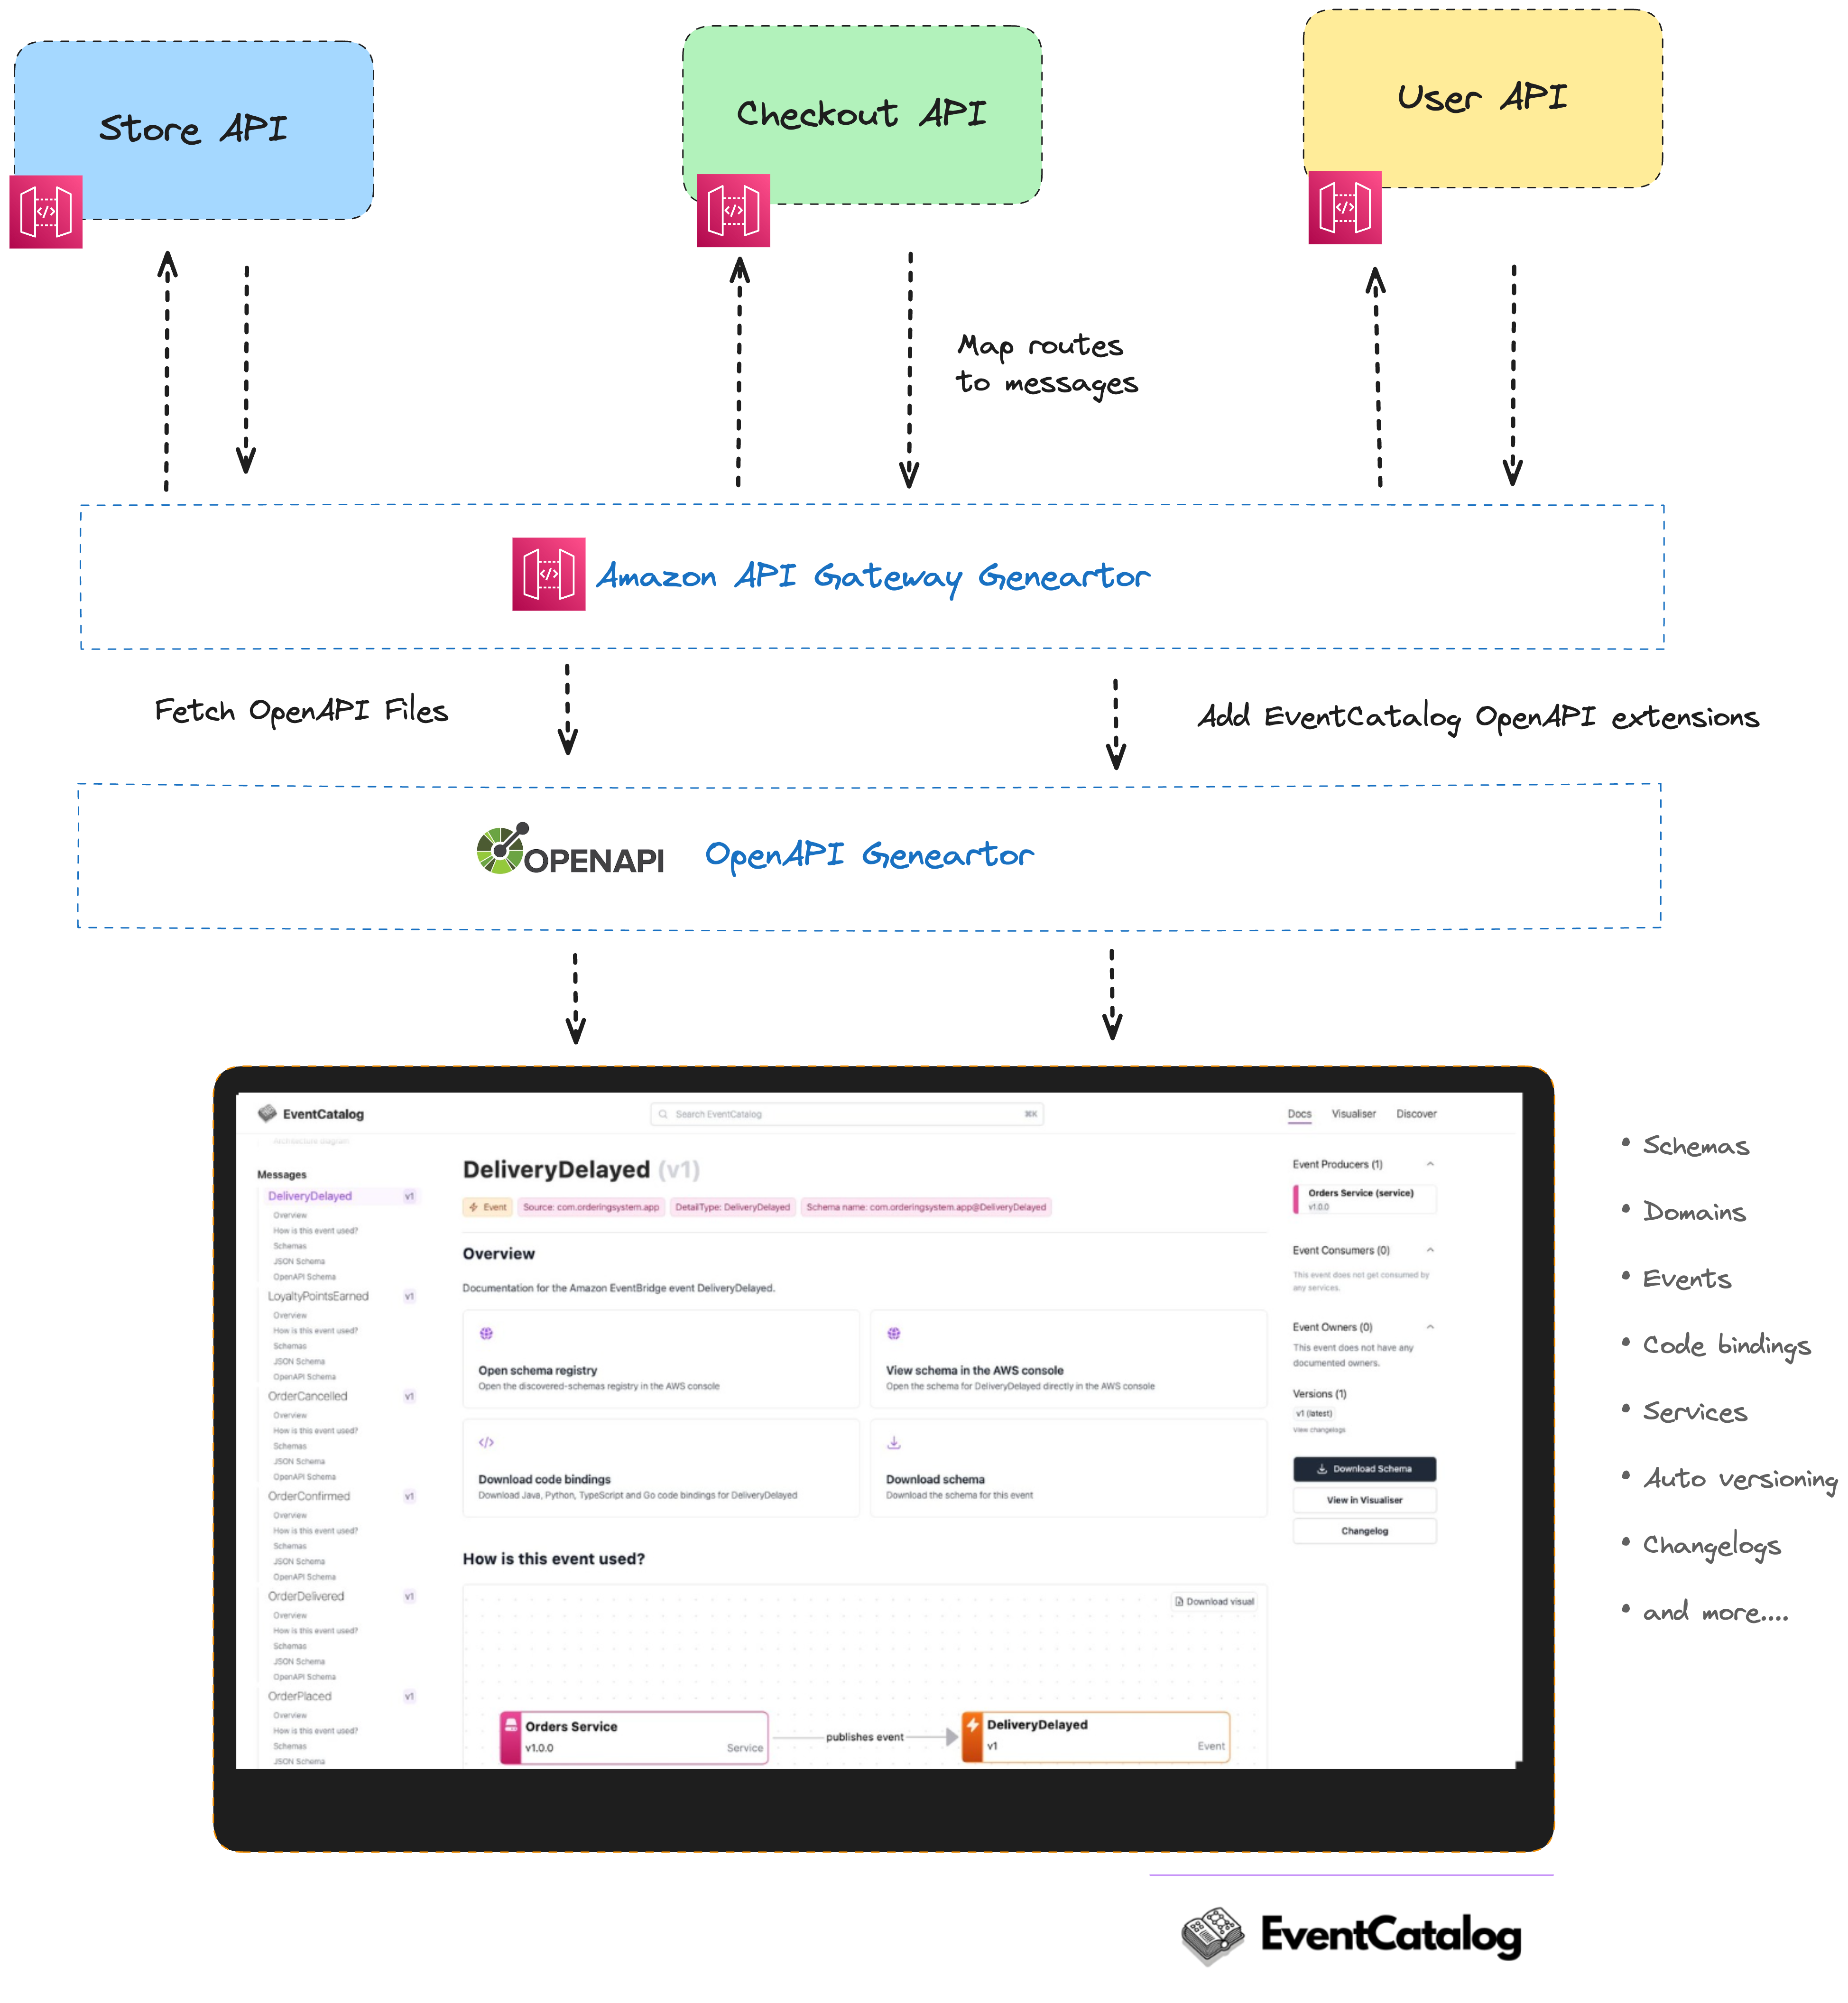 Store API
Checkout API
User API
Map routes
to messages
Amazon API Gateway Geneartor
Fetch OpenAPI Files
Add EventCatalog OpenAPI extensions
OPENAPI
OpenAPI Geneartor
EventCatalog
Search EventCatalog
⌘K
Docs
Visualiser
Discover
Architecture diagram
Messages
DeliveryDelayed v1
Overview
How is this event used?
Schemas
JSON Schema
OpenAPI Schema
LoyaltyPointsEarned v1
Overview
How is this event used?
Schemas
JSON Schema
OpenAPI Schema
OrderCancelled v1
Overview
How is this event used?
Schemas
JSON Schema
OpenAPI Schema
OrderConfirmed v1
Overview
How is this event used?
Schemas
JSON Schema
OpenAPI Schema
OrderDelivered v1
Overview
How is this event used?
Schemas
JSON Schema
OpenAPI Schema
OrderPlaced v1
Overview
How is this event used?
Schemas
JSON Schema
DeliveryDelayed (v1)
Event
Source: com.orderingsystem.app
DetailType: DeliveryDelayed
Schema name: com.orderingsystem.app@DeliveryDelayed
Overview
Documentation for the Amazon EventBridge event DeliveryDelayed.
Open schema registry
Open the discovered-schemas registry in the AWS console
View schema in the AWS console
Open the schema for DeliveryDelayed directly in the AWS console
Download code bindings
Download Java, Python, TypeScript and Go code bindings for DeliveryDelayed
Download schema
Download the schema for this event
How is this event used?
Download visual
Orders Service
v1.0.0
Service
publishes event
DeliveryDelayed
v1
Event
Event Producers (1)
Orders Service (service)
v1.0.0
Event Consumers (0)
This event does not get consumed by
any services.
Event Owners (0)
This event does not have any
documented owners.
Versions (1)
v1 (latest)
View changelogs
Download Schema
View in Visualiser
Changelog
• Schemas
• Domains
• Events
• Code bindings
• Services
• Auto versioning
• Changelogs
• and more....
EventCatalog